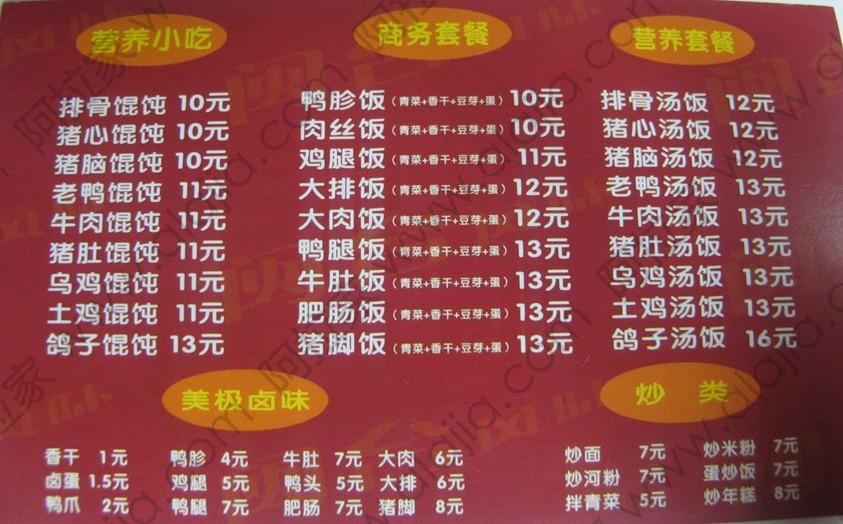 营养小吃
排骨馄饨 10元
猪心馄饨 10元
猪脑馄饨 10元
老鸭馄饨 11元
牛肉馄饨 11元
猪肚馄饨 11元
乌鸡馄饨 11元
土鸡馄饨 11元
鸽子馄饨 13元
商务套餐
鸭胗饭（青菜+香干+豆芽+蛋）10元
肉丝饭（青菜+香干+豆芽+蛋）10元
鸡腿饭（青菜+香干+豆芽+蛋）11元
大排饭（青菜+香干+豆芽+蛋）12元
大肉饭（青菜+香干+豆芽+蛋）12元
鸭腿饭（青菜+香干+豆芽+蛋）13元
牛肚饭（青菜+香干+豆芽+蛋）13元
肥肠饭（青菜+香干+豆芽+蛋）13元
猪脚饭（青菜+香干+豆芽+蛋）13元
营养套餐
排骨汤饭 12元
猪心汤饭 12元
猪脑汤饭 12元
老鸭汤饭 13元
牛肉汤饭 13元
猪肚汤饭 13元
乌鸡汤饭 13元
土鸡汤饭 13元
鸽子汤饭 16元
美极卤味
香干 1元 鸭胗 4元 牛肚 7元 大肉 6元
卤蛋 1.5元 鸡腿 5元 鸭头 5元 大排 6元
鸭爪 2元 鸭腿 7元 肥肠 7元 猪脚 8元
炒类
炒面 7元 炒米粉 7元
炒河粉 7元 蛋炒饭 7元
拌青菜 5元 炒年糕 8元
阿拉家 www.alajia.com